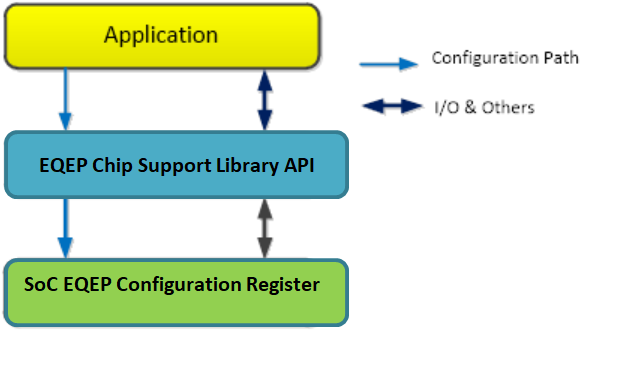 Application
Configuration Path
I/O & Others
EQEP Chip Support Library API
SoC EQEP Configuration Register